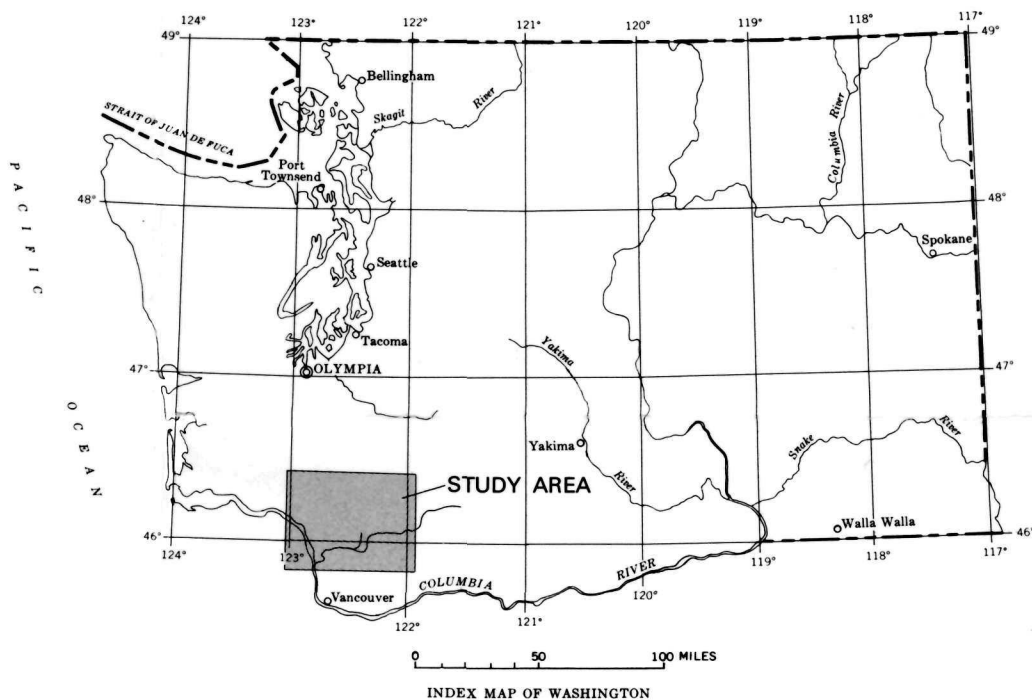 124° 123° 122° 121° 120° 119° 118° 117°
49° 49°
Bellingham
Skagit River
Columbia River
STRAIT OF JUAN DE FUCA
Port
Townsend
48° 48°
PACIFIC OCEAN
Spokane
Seattle
Tacoma
OLYMPIA
47° 47°
Yakima River
Yakima
Snake River
STUDY AREA
Walla Walla
46° 46°
124° 123° 119° 118° 117°
COLUMBIA RIVER
Vancouver
122° 121° 120°
0 50 100 MILES
INDEX MAP OF WASHINGTON